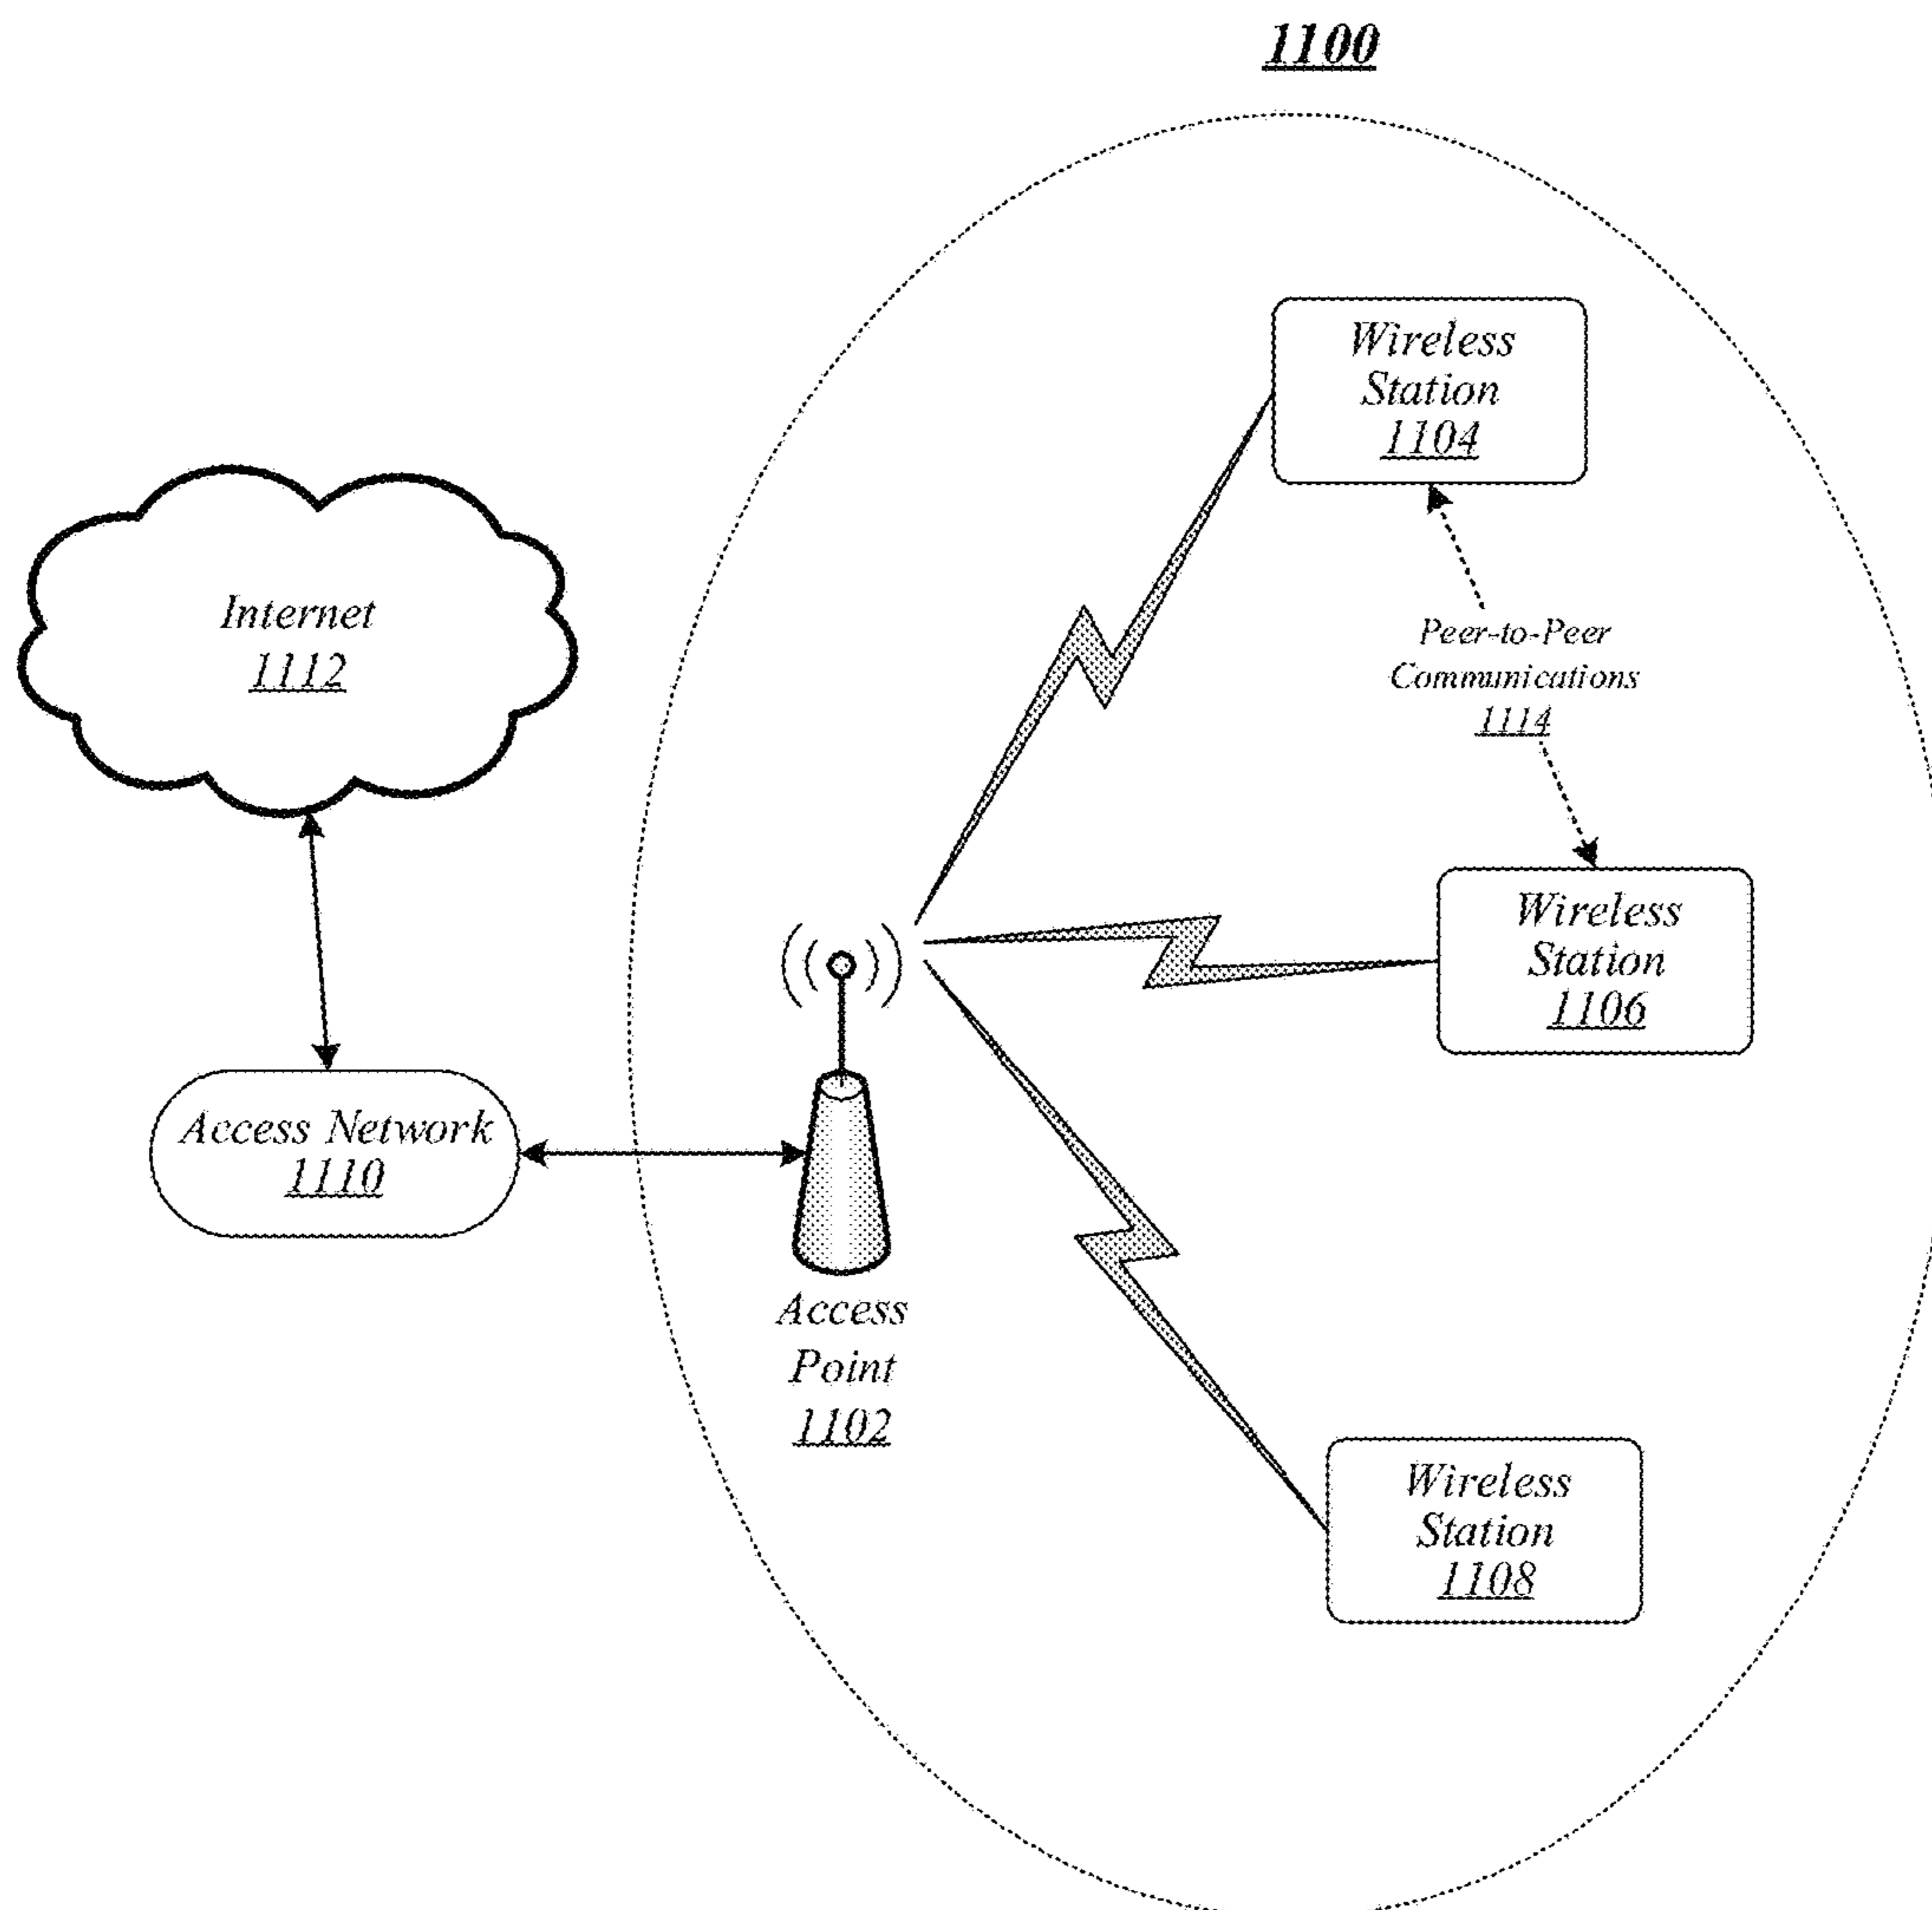 1100
Wireless
Station
1104
Internet
1112
Peer-to-Peer
Communications
1114
Wireless
Station
1106
Access Network
1110
Access
Point
1102
Wireless
Station
1108